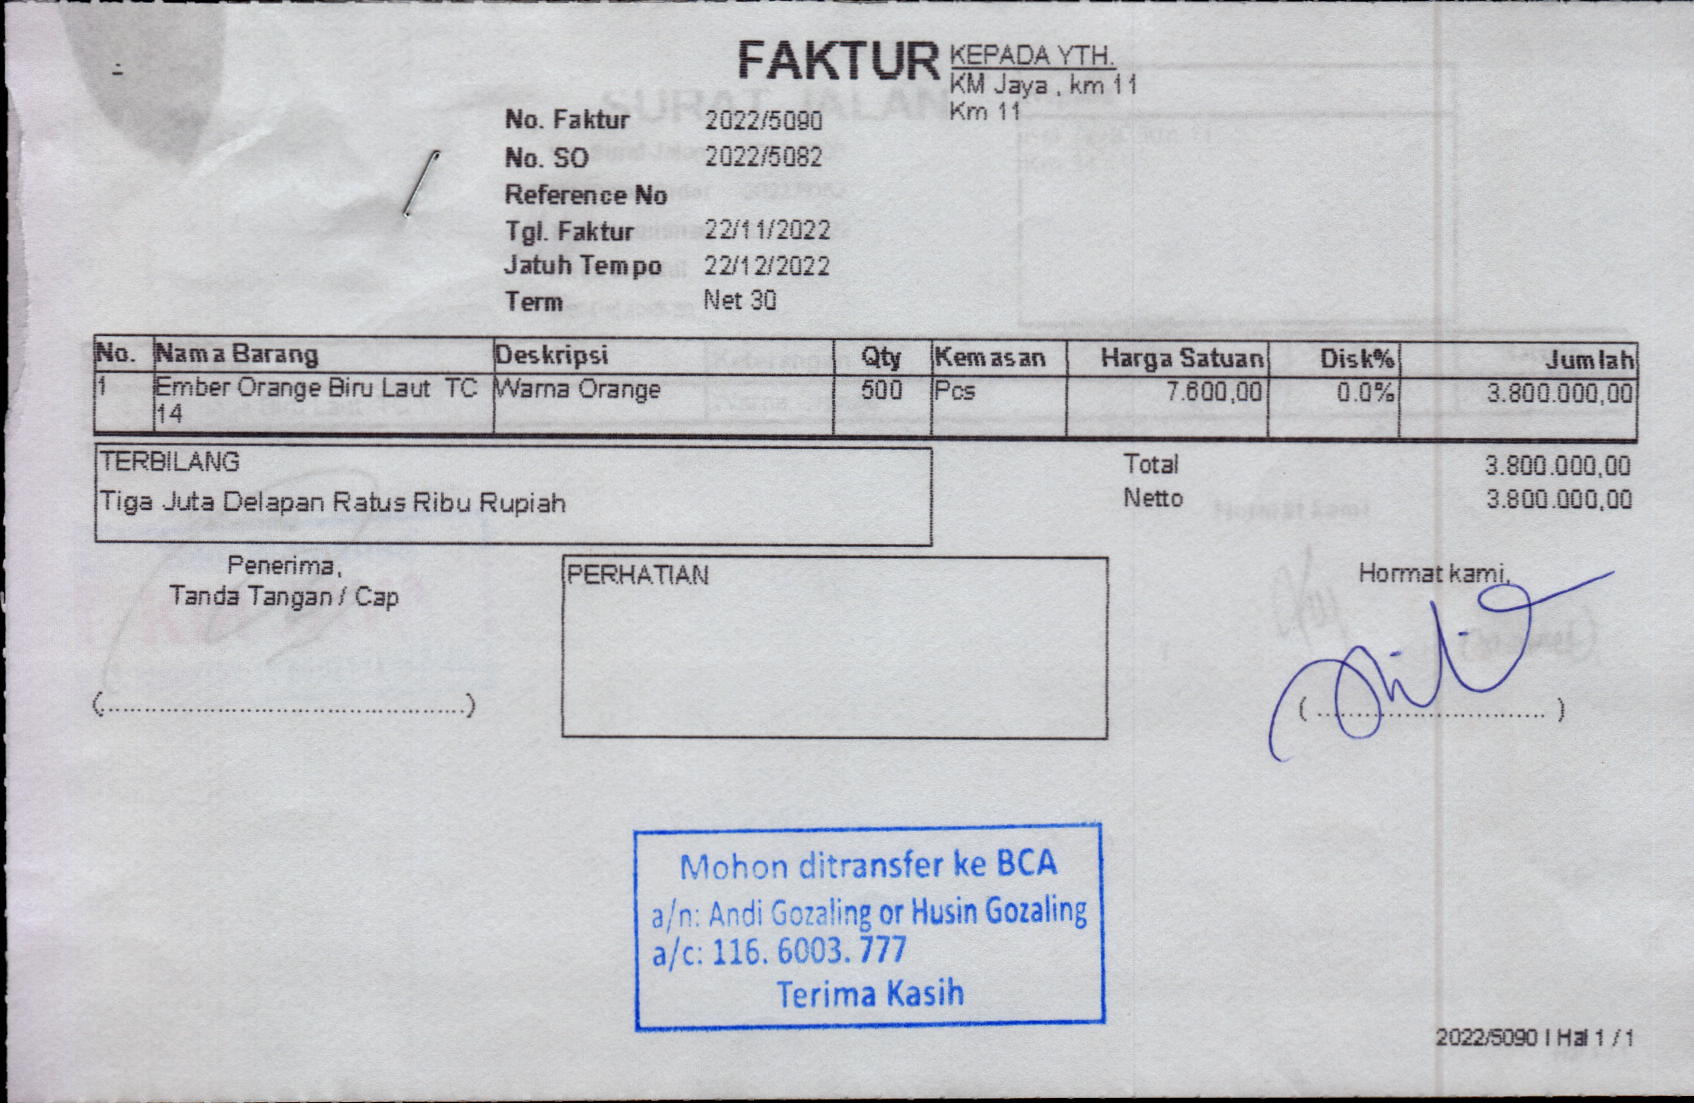 FAKTUR
KEPADA YTH.
KM Jaya , km 11
Km 11
No. Faktur 2022/5090
No. SO 2022/5082
Reference No
Tgl. Faktur 22/11/2022
Jatuh Tempo 22/12/2022
Term Net 30
No. Nama Barang Deskripsi Qty Kemasan Harga Satuan Disk% Jumlah
1 Ember Orange Biru Laut TC Warna Orange 500 Pcs 7.600,00 0.0% 3.800.000,00
14
TERBILANG
Tiga Juta Delapan Ratus Ribu Rupiah
Total 3.800.000,00
Netto 3.800.000,00
Penerima,
Tanda Tangan / Cap
(..............................................)
PERHATIAN
Hormat kami,
( ............................. )
Mohon ditransfer ke BCA
a/n: Andi Gozaling or Husin Gozaling
a/c: 116. 6003. 777
Terima Kasih
2022/5090 | Hal 1 / 1
SURAT JALAN